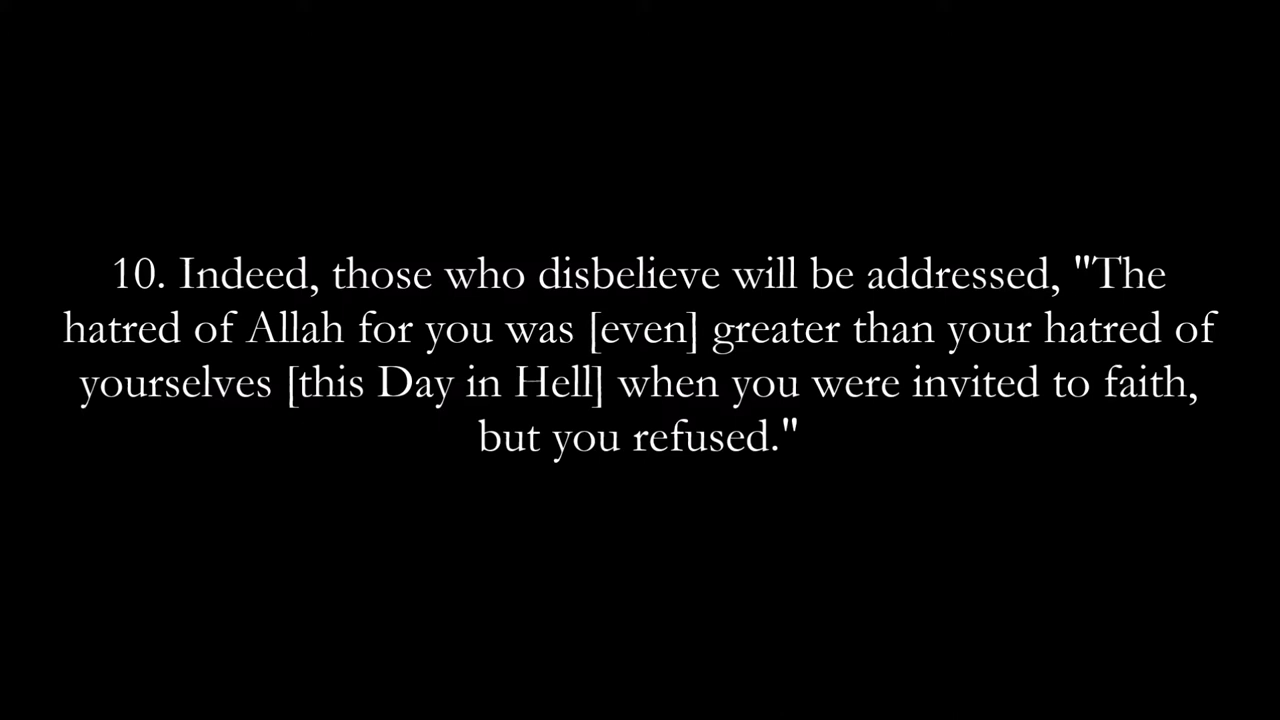 10. Indeed, those who disbelieve will be addressed, "The
hatred of Allah for you was [even] greater than your hatred of
yourselves [this Day in Hell] when you were invited to faith,
but you refused."